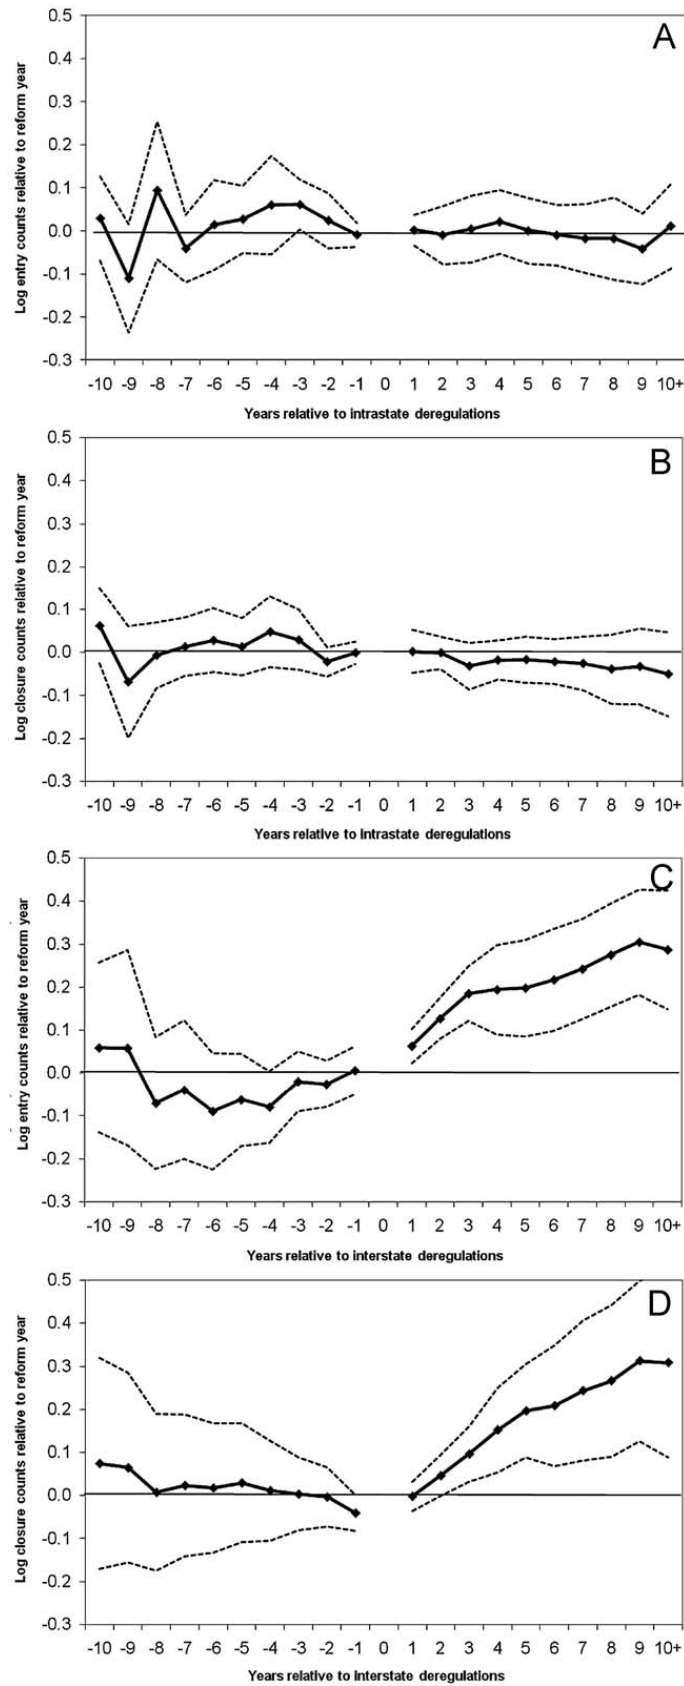 A
Log entry counts relative to reform year
0.5
0.4
0.3
0.2
0.1
0.0
-0.1
-0.2
-0.3
-10 -9 -8 -7 -6 -5 -4 -3 -2 -1 0 1 2 3 4 5 6 7 8 9 10+
Years relative to intrastate deregulations
B
Log closure counts relative to reform year
0.5
0.4
0.3
0.2
0.1
0.0
-0.1
-0.2
-0.3
-10 -9 -8 -7 -6 -5 -4 -3 -2 -1 0 1 2 3 4 5 6 7 8 9 10+
Years relative to intrastate deregulations
C
Log entry counts relative to reform year
0.5
0.4
0.3
0.2
0.1
0.0
-0.1
-0.2
-0.3
-10 -9 -8 -7 -6 -5 -4 -3 -2 -1 0 1 2 3 4 5 6 7 8 9 10+
Years relative to interstate deregulations
D
Log closure counts relative to reform year
0.5
0.4
0.3
0.2
0.1
0.0
-0.1
-0.2
-0.3
-10 -9 -8 -7 -6 -5 -4 -3 -2 -1 0 1 2 3 4 5 6 7 8 9 10+
Years relative to interstate deregulations